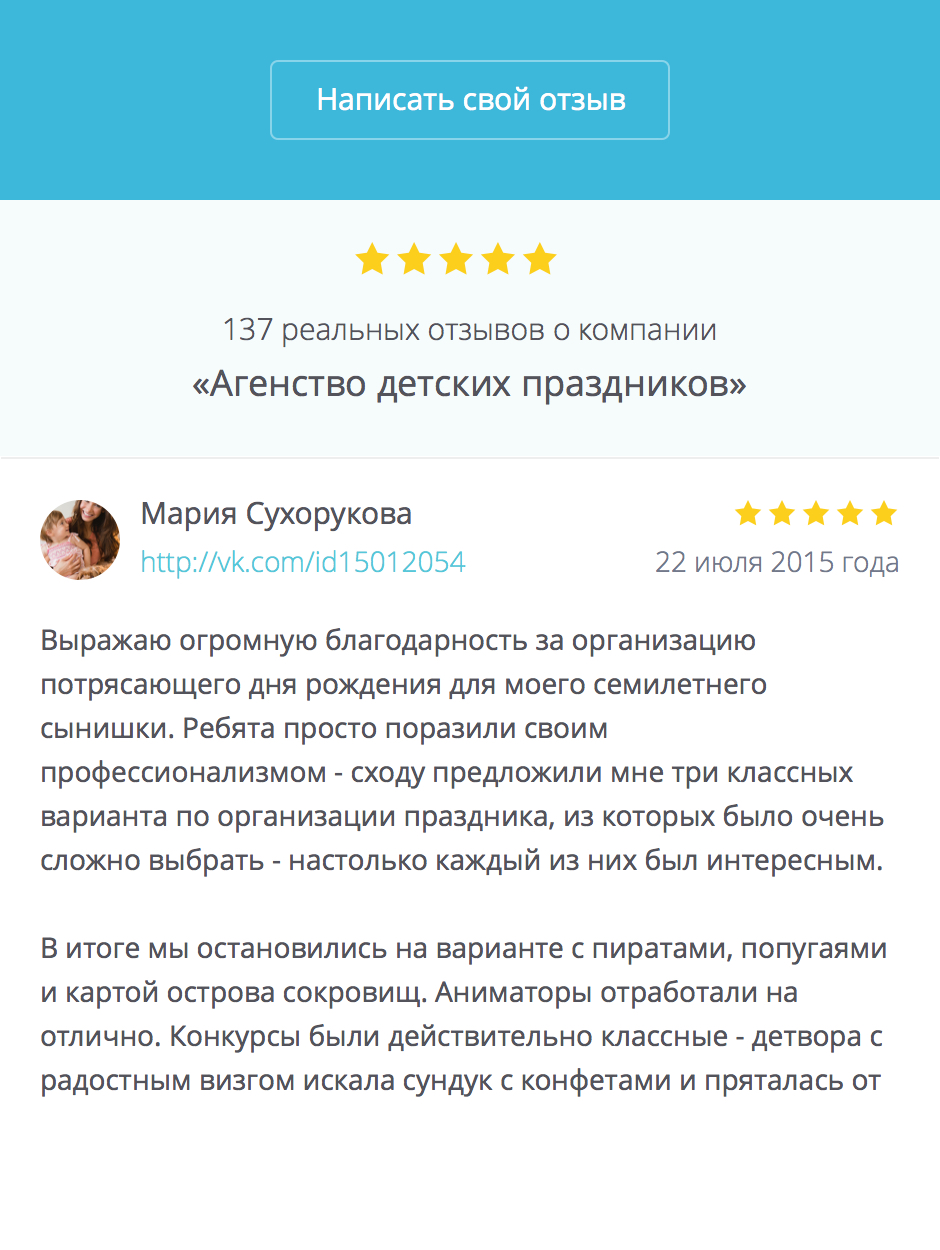 Написать свой отзыв
137 реальных отзывов о компании
«Агенство детских праздников»
Мария Сухорукова
http://vk.com/id15012054
22 июля 2015 года
Выражаю огромную благодарность за организацию
потрясающего дня рождения для моего семилетнего
сынишки. Ребята просто поразили своим
профессионализмом - сходу предложили мне три классных
варианта по организации праздника, из которых было очень
сложно выбрать - настолько каждый из них был интересным.
В итоге мы остановились на варианте с пиратами, попугаями
и картой острова сокровищ. Аниматоры отработали на
отлично. Конкурсы были действительно классные - детвора с
радостным визгом искала сундук с конфетами и пряталась от